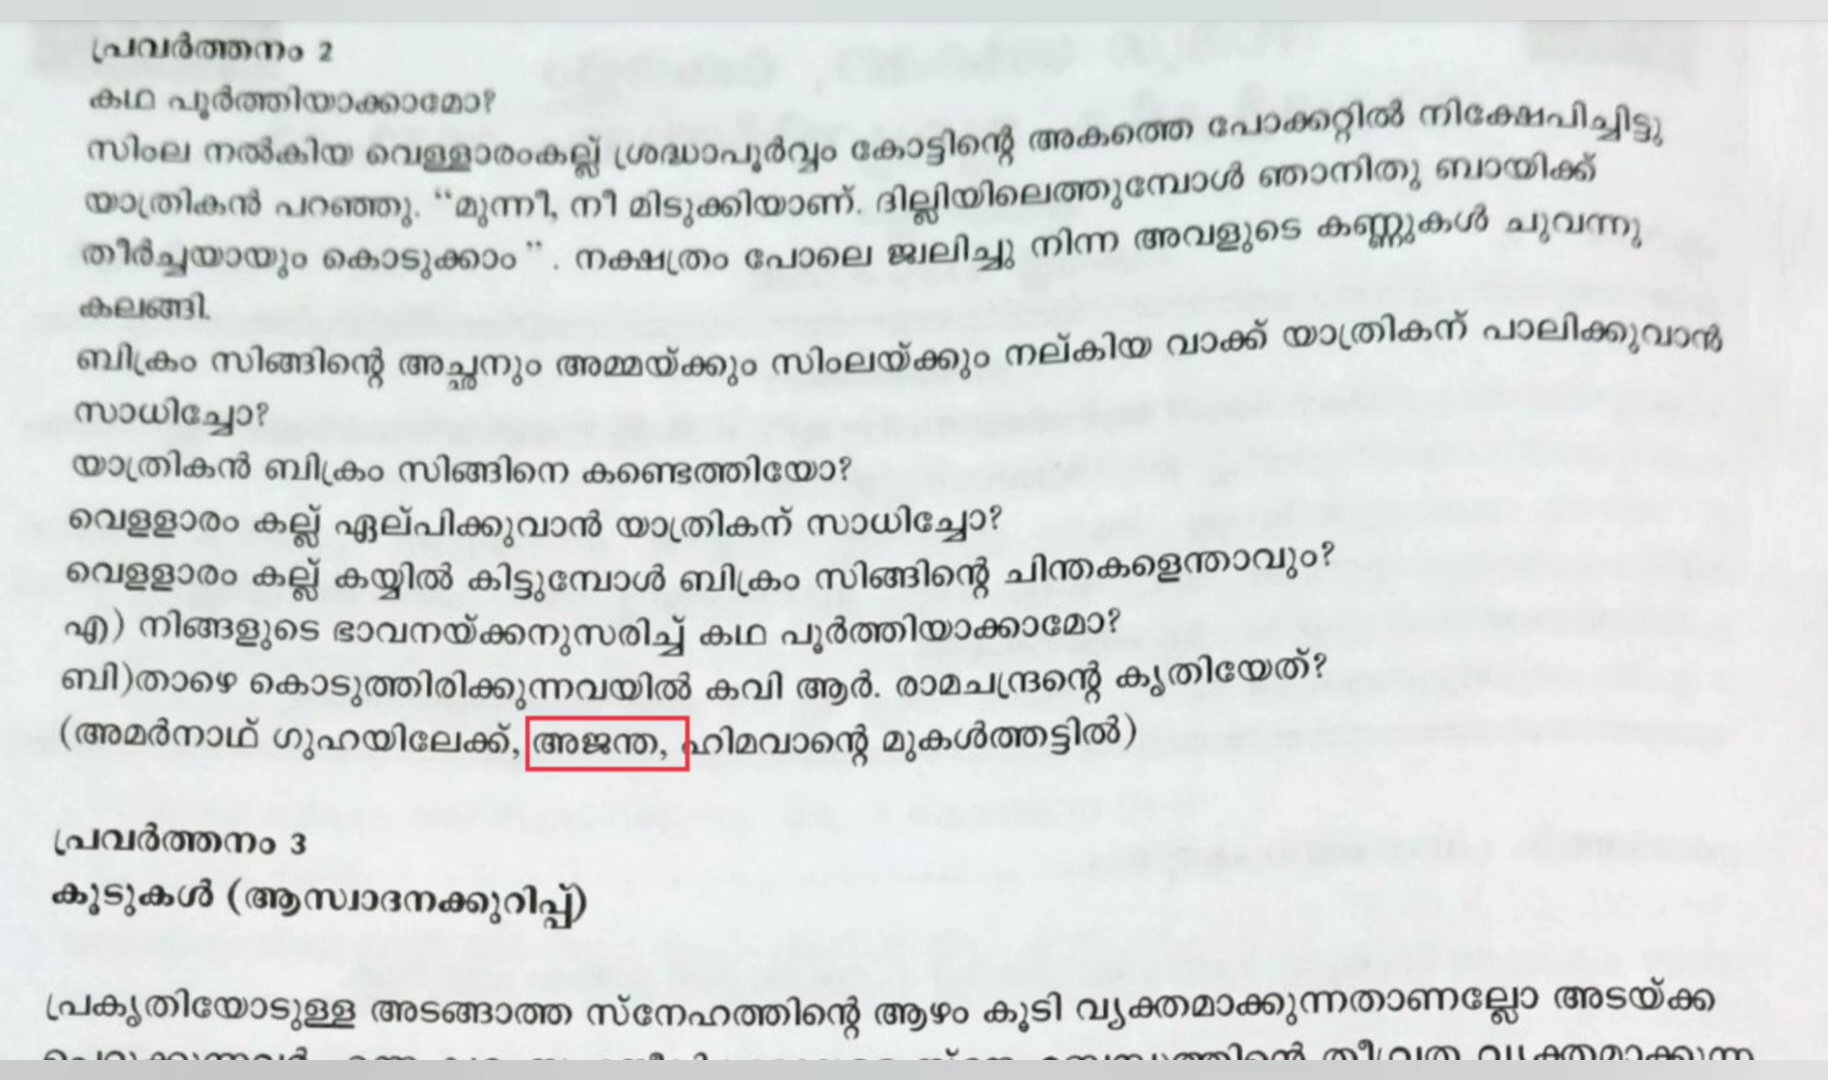 പ്രവർത്തനം 2
കഥ പൂർത്തിയാക്കാമോ?
സിംല നൽകിയ വെള്ളാരംകല്ല് ശ്രദ്ധാപൂർവ്വം കോട്ടിന്റെ അകത്തെ പോക്കറ്റിൽ നിക്ഷേപിച്ചിട്ടു
യാത്രികൻ പറഞ്ഞു. “മുന്നീ, നീ മിടുക്കിയാണ്. ദില്ലിയിലെത്തുമ്പോൾ ഞാനിതു ബായിക്ക്
തീർച്ചയായും കൊടുക്കാം”. നക്ഷത്രം പോലെ ജ്വലിച്ചു നിന്ന അവളുടെ കണ്ണുകൾ ചുവന്നു
കലങ്ങി.
ബിക്രം സിങ്ങിന്റെ അച്ഛനും അമ്മയ്ക്കും സിംലയ്ക്കും നല്കിയ വാക്ക് യാത്രികന് പാലിക്കുവാൻ
സാധിച്ചോ?
യാത്രികൻ ബിക്രം സിങ്ങിനെ കണ്ടെത്തിയോ?
വെളളാരം കല്ല് ഏല്പിക്കുവാൻ യാത്രികന് സാധിച്ചോ?
വെളളാരം കല്ല് കയ്യിൽ കിട്ടുമ്പോൾ ബിക്രം സിങ്ങിന്റെ ചിന്തകളെന്താവും?
എ) നിങ്ങളുടെ ഭാവനയ്ക്കനുസരിച്ച് കഥ പൂർത്തിയാക്കാമോ?
ബി)താഴെ കൊടുത്തിരിക്കുന്നവയിൽ കവി ആർ. രാമചന്ദ്രന്റെ കൃതിയേത്?
(അമർനാഥ് ഗുഹയിലേക്ക്, അജന്ത, ഹിമവാന്റെ മുകൾത്തട്ടിൽ)
പ്രവർത്തനം 3
കൂടുകൾ (ആസ്വാദനക്കുറിപ്പ്)
പ്രകൃതിയോടുള്ള അടങ്ങാത്ത സ്നേഹത്തിന്റെ ആഴം കൂടി വ്യക്തമാക്കുന്നതാണല്ലോ അടയ്ക്ക